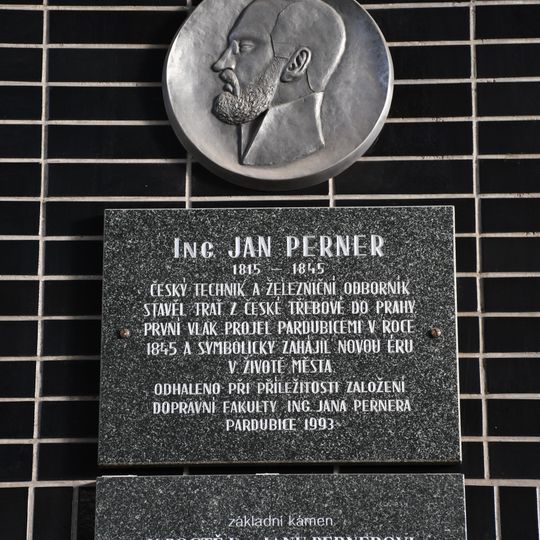 Ing. JAN PERNER
1815 – 1845
ČESKÝ TECHNIK A ŽELEZNIČNÍ ODBORNÍK
STAVĚL TRAŤ Z ČESKÉ TŘEBOVÉ DO PRAHY.
PRVNÍ VLAK PROJEL PARDUBICEMI V ROCE
1845 A SYMBOLICKY ZAHÁJIL NOVOU ÉRU
V ŽIVOTĚ MĚSTA.
ODHALENO PŘI PŘÍLEŽITOSTI ZALOŽENÍ
DOPRAVNÍ FAKULTY ING. JANA PERNERA
PARDUBICE 1993
základní kámen
JANU PERNEROVI